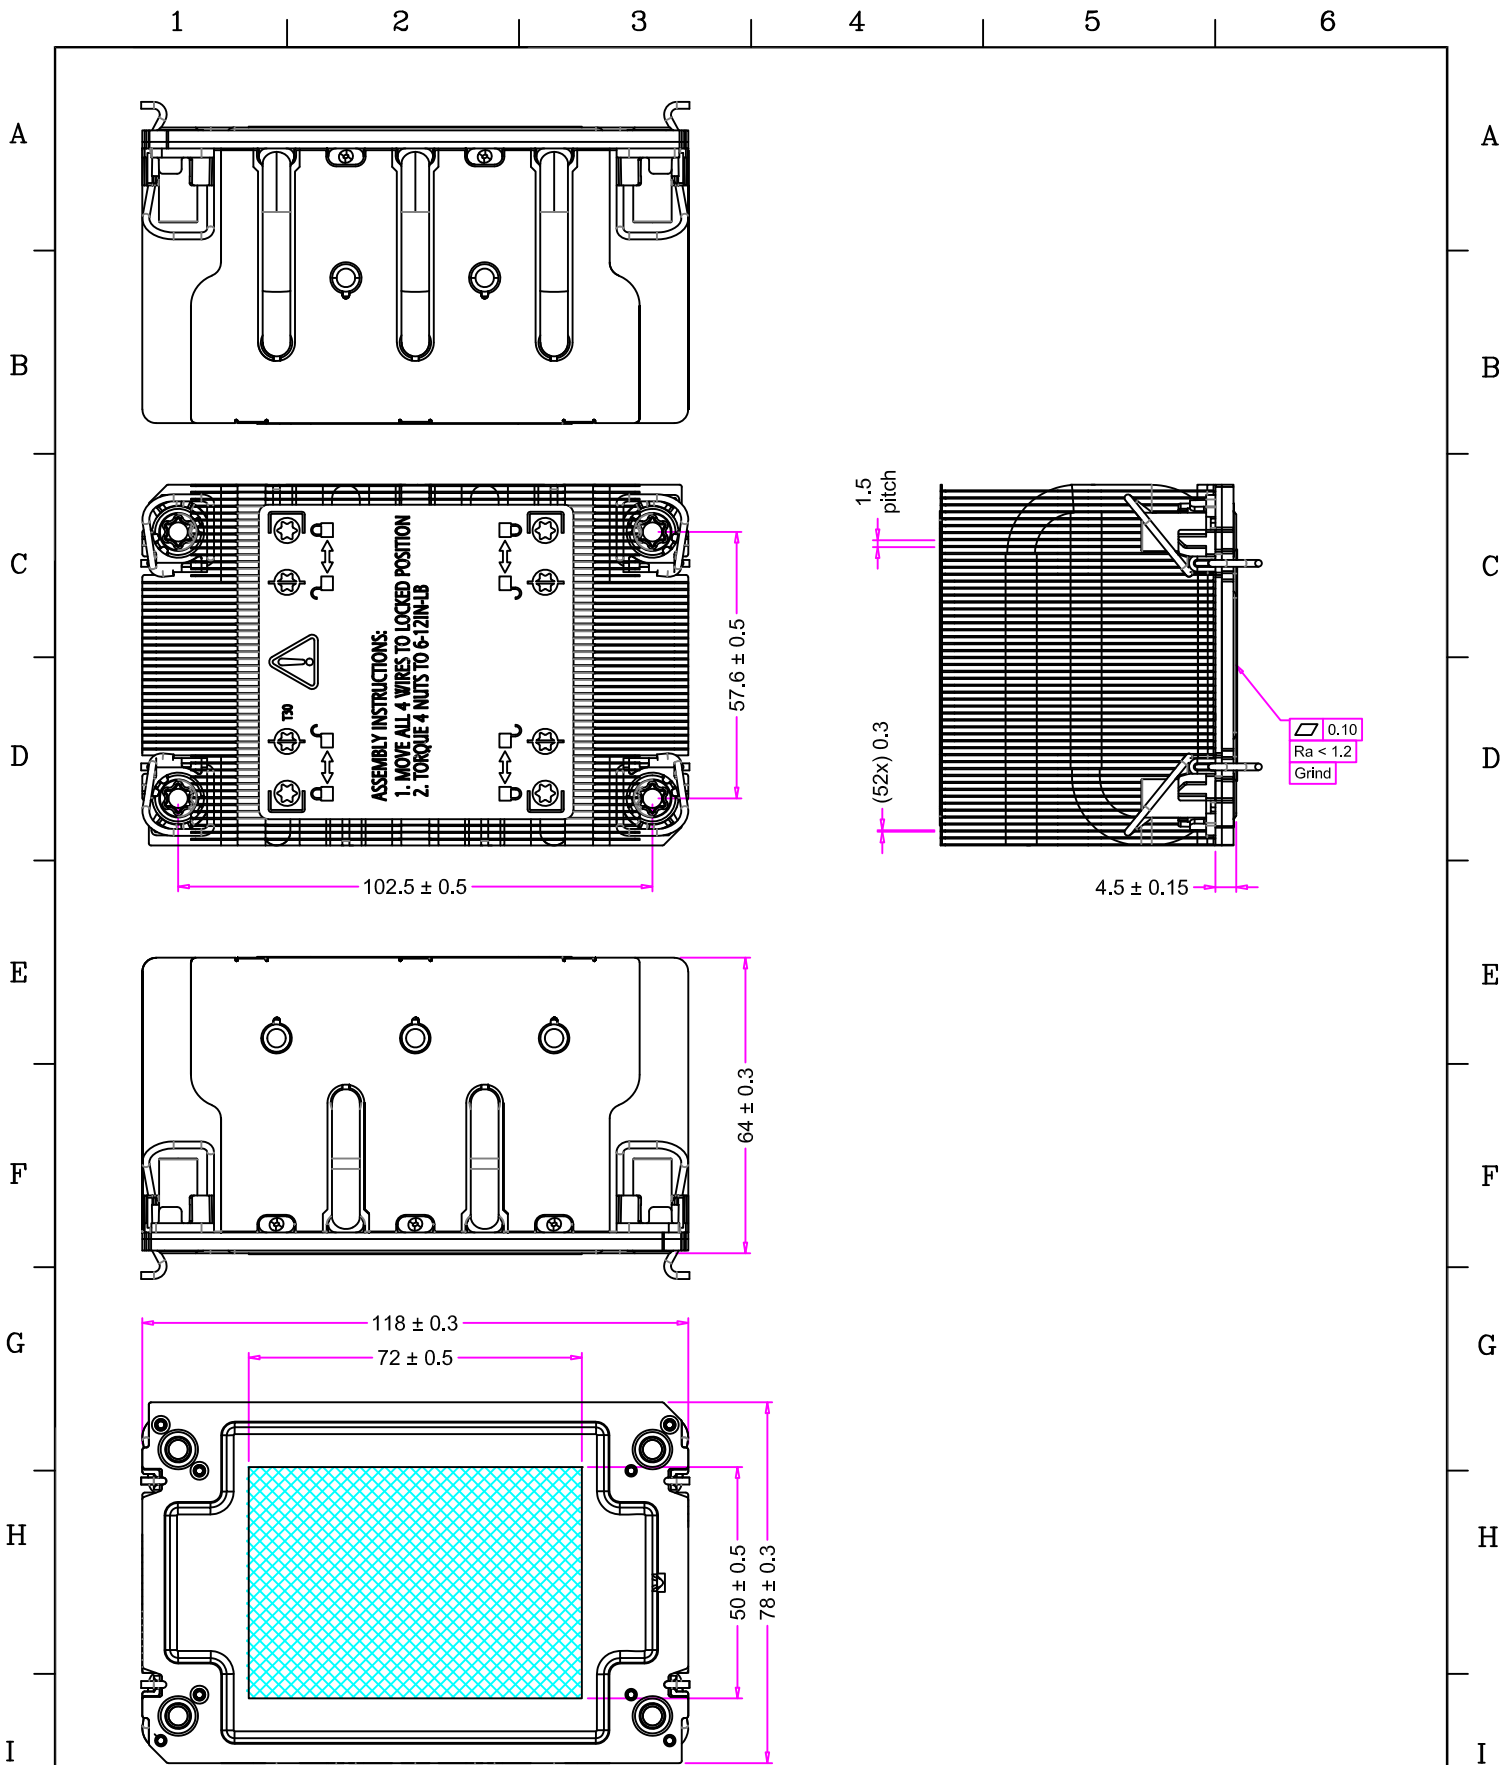 1 2 3 4 5 6
A A
B B
1.5
pitch
C C
ASSEMBLY INSTRUCTIONS:
1. MOVE ALL 4 WIRES TO LOCKED POSITION
2. TORQUE 4 NUTS TO 6-12IN-LB
T30
57.6 ± 0.5
0.10
Ra < 1.2
Grind
D D
(52x) 0.3
102.5 ± 0.5
4.5 ± 0.15
E E
64 ± 0.3
F F
118 ± 0.3
G G
72 ± 0.5
50 ± 0.5
78 ± 0.3
H H
I I